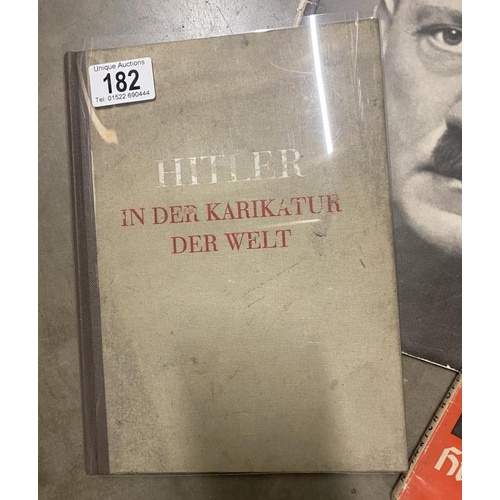 Unique Auctions
182
Tel: 01522 690444
HITLER
IN DER KARIKATUR
DER WELT